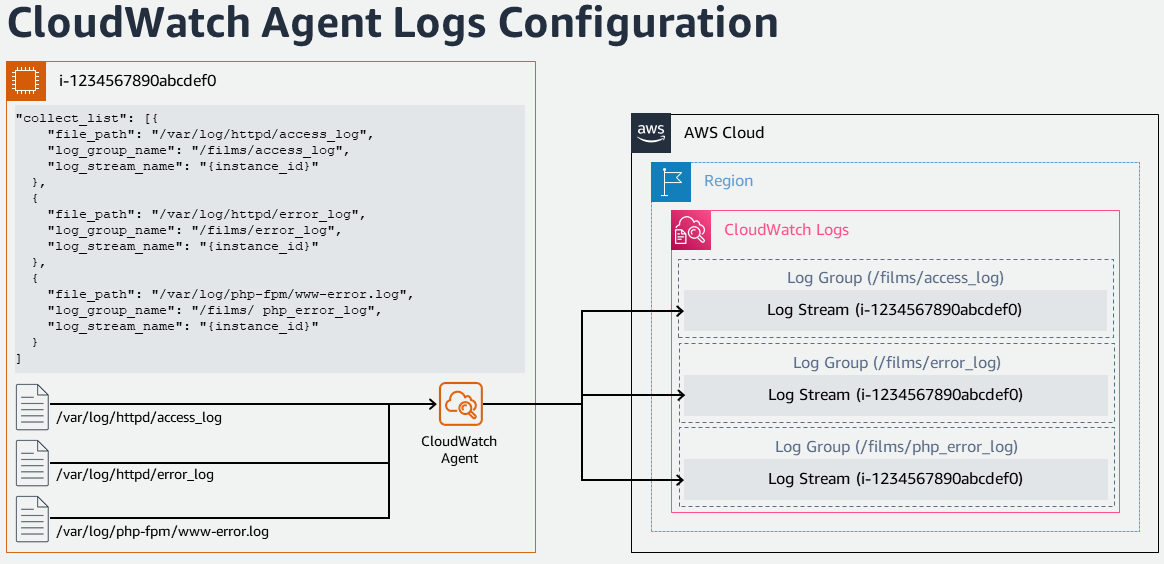 CloudWatch Agent Logs Configuration
i-1234567890abcdef0
"collect_list": [{
"file_path": "/var/log/httpd/access_log",
"log_group_name": "/films/access_log",
"log_stream_name": "{instance_id}"
},
{
"file_path": "/var/log/httpd/error_log",
"log_group_name": "/films/error_log",
"log_stream_name": "{instance_id}"
},
{
"file_path": "/var/log/php-fpm/www-error.log",
"log_group_name": "/films/ php_error_log",
"log_stream_name": "{instance_id}"
}
]
/var/log/httpd/access_log
/var/log/httpd/error_log
/var/log/php-fpm/www-error.log
CloudWatch
Agent
aws
AWS Cloud
Region
CloudWatch Logs
Log Group (/films/access_log)
Log Stream (i-1234567890abcdef0)
Log Group (/films/error_log)
Log Stream (i-1234567890abcdef0)
Log Group (/films/php_error_log)
Log Stream (i-1234567890abcdef0)